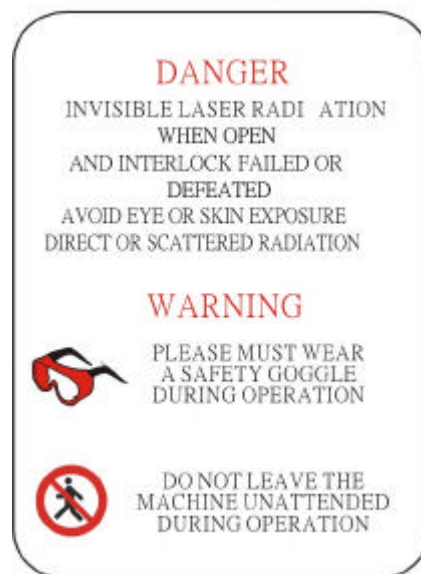 DANGER
INVISIBLE LASER RADI ATION
WHEN OPEN
AND INTERLOCK FAILED OR
DEFEATED
AVOID EYE OR SKIN EXPOSURE
DIRECT OR SCATTERED RADIATION
WARNING
PLEASE MUST WEAR
A SAFETY GOGGLE
DURING OPERATION
DO NOT LEAVE THE
MACHINE UNATTENDED
DURING OPERATION